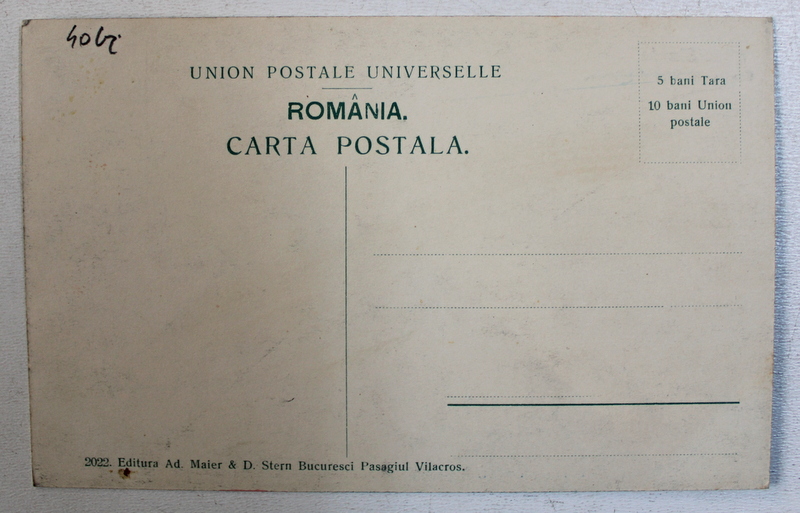 UNION POSTALE UNIVERSELLE
ROMÂNIA.
CARTA POSTALA.
5 bani Tara
10 bani Union
postale
2022. Editura Ad. Maier & D. Stern Bucuresci Pasagiul Vilacros.